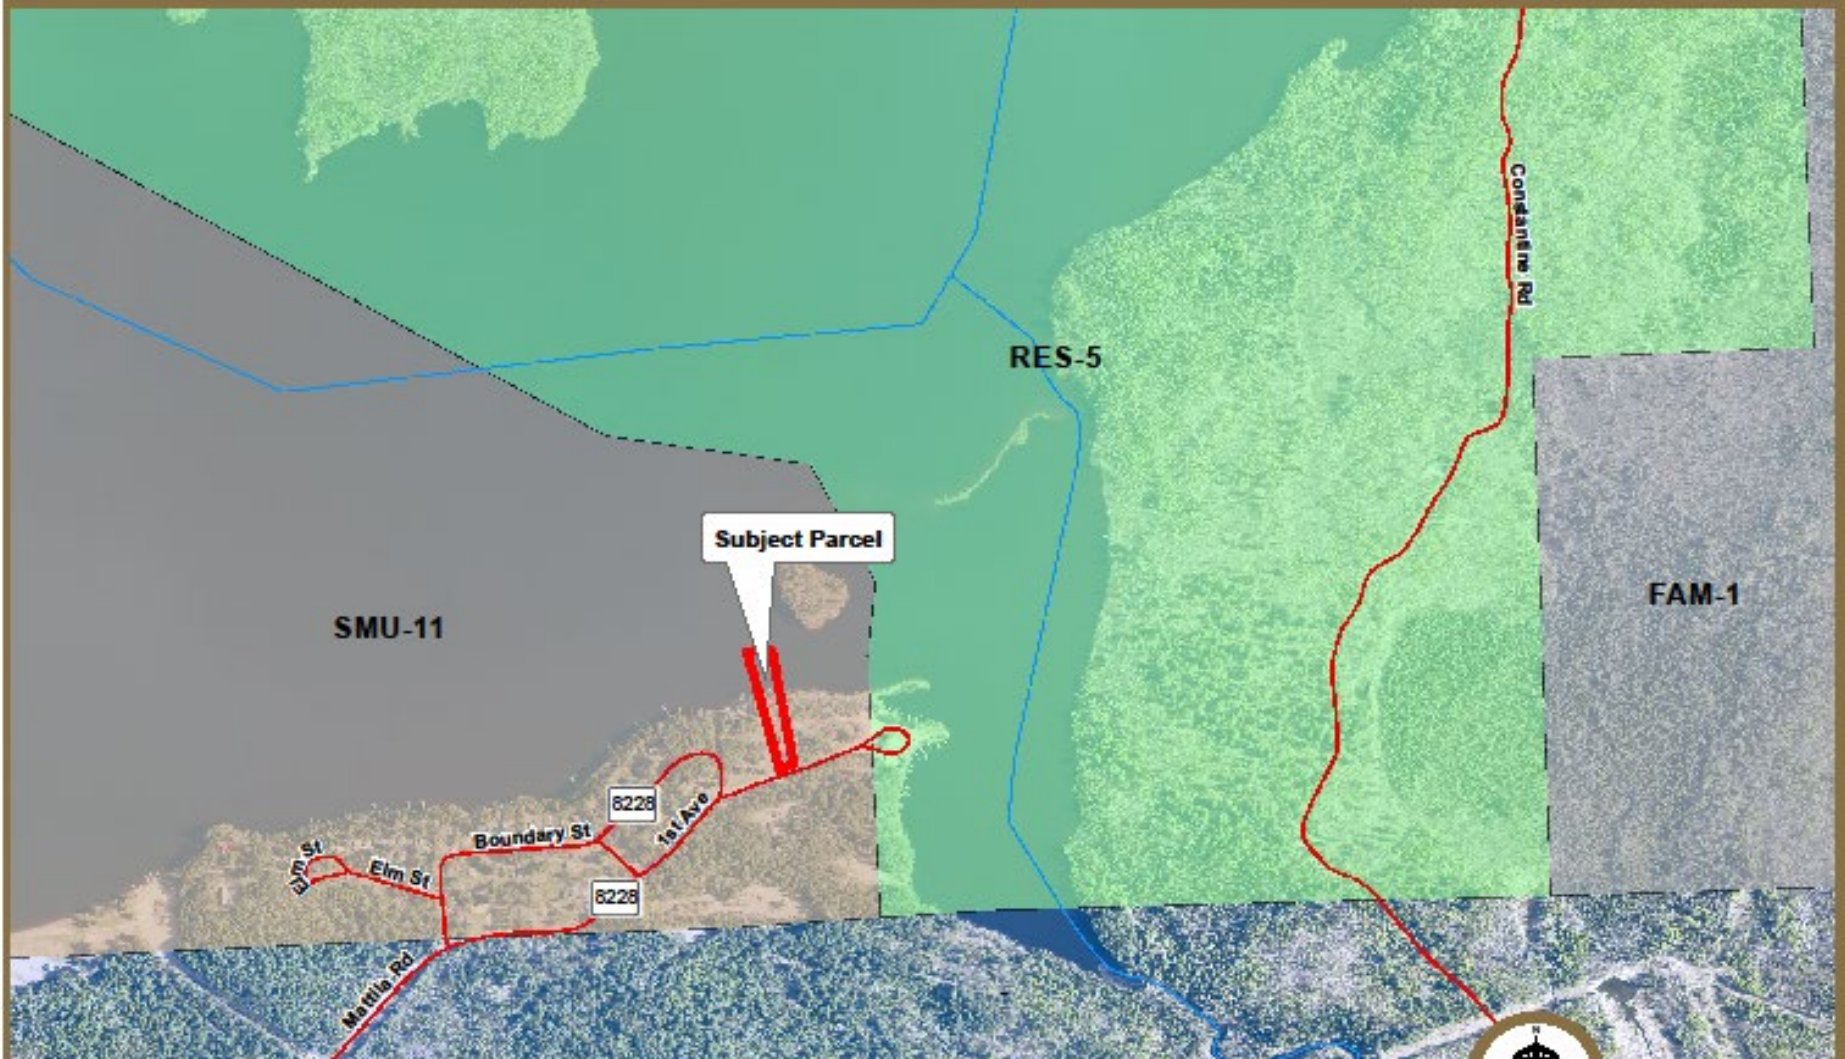 Constantine Rd
RES-5
Subject Parcel
FAM-1
SMU-11
8228
1st Ave
Boundary St
Elm St
Elm St
8228
Mattila Rd
N